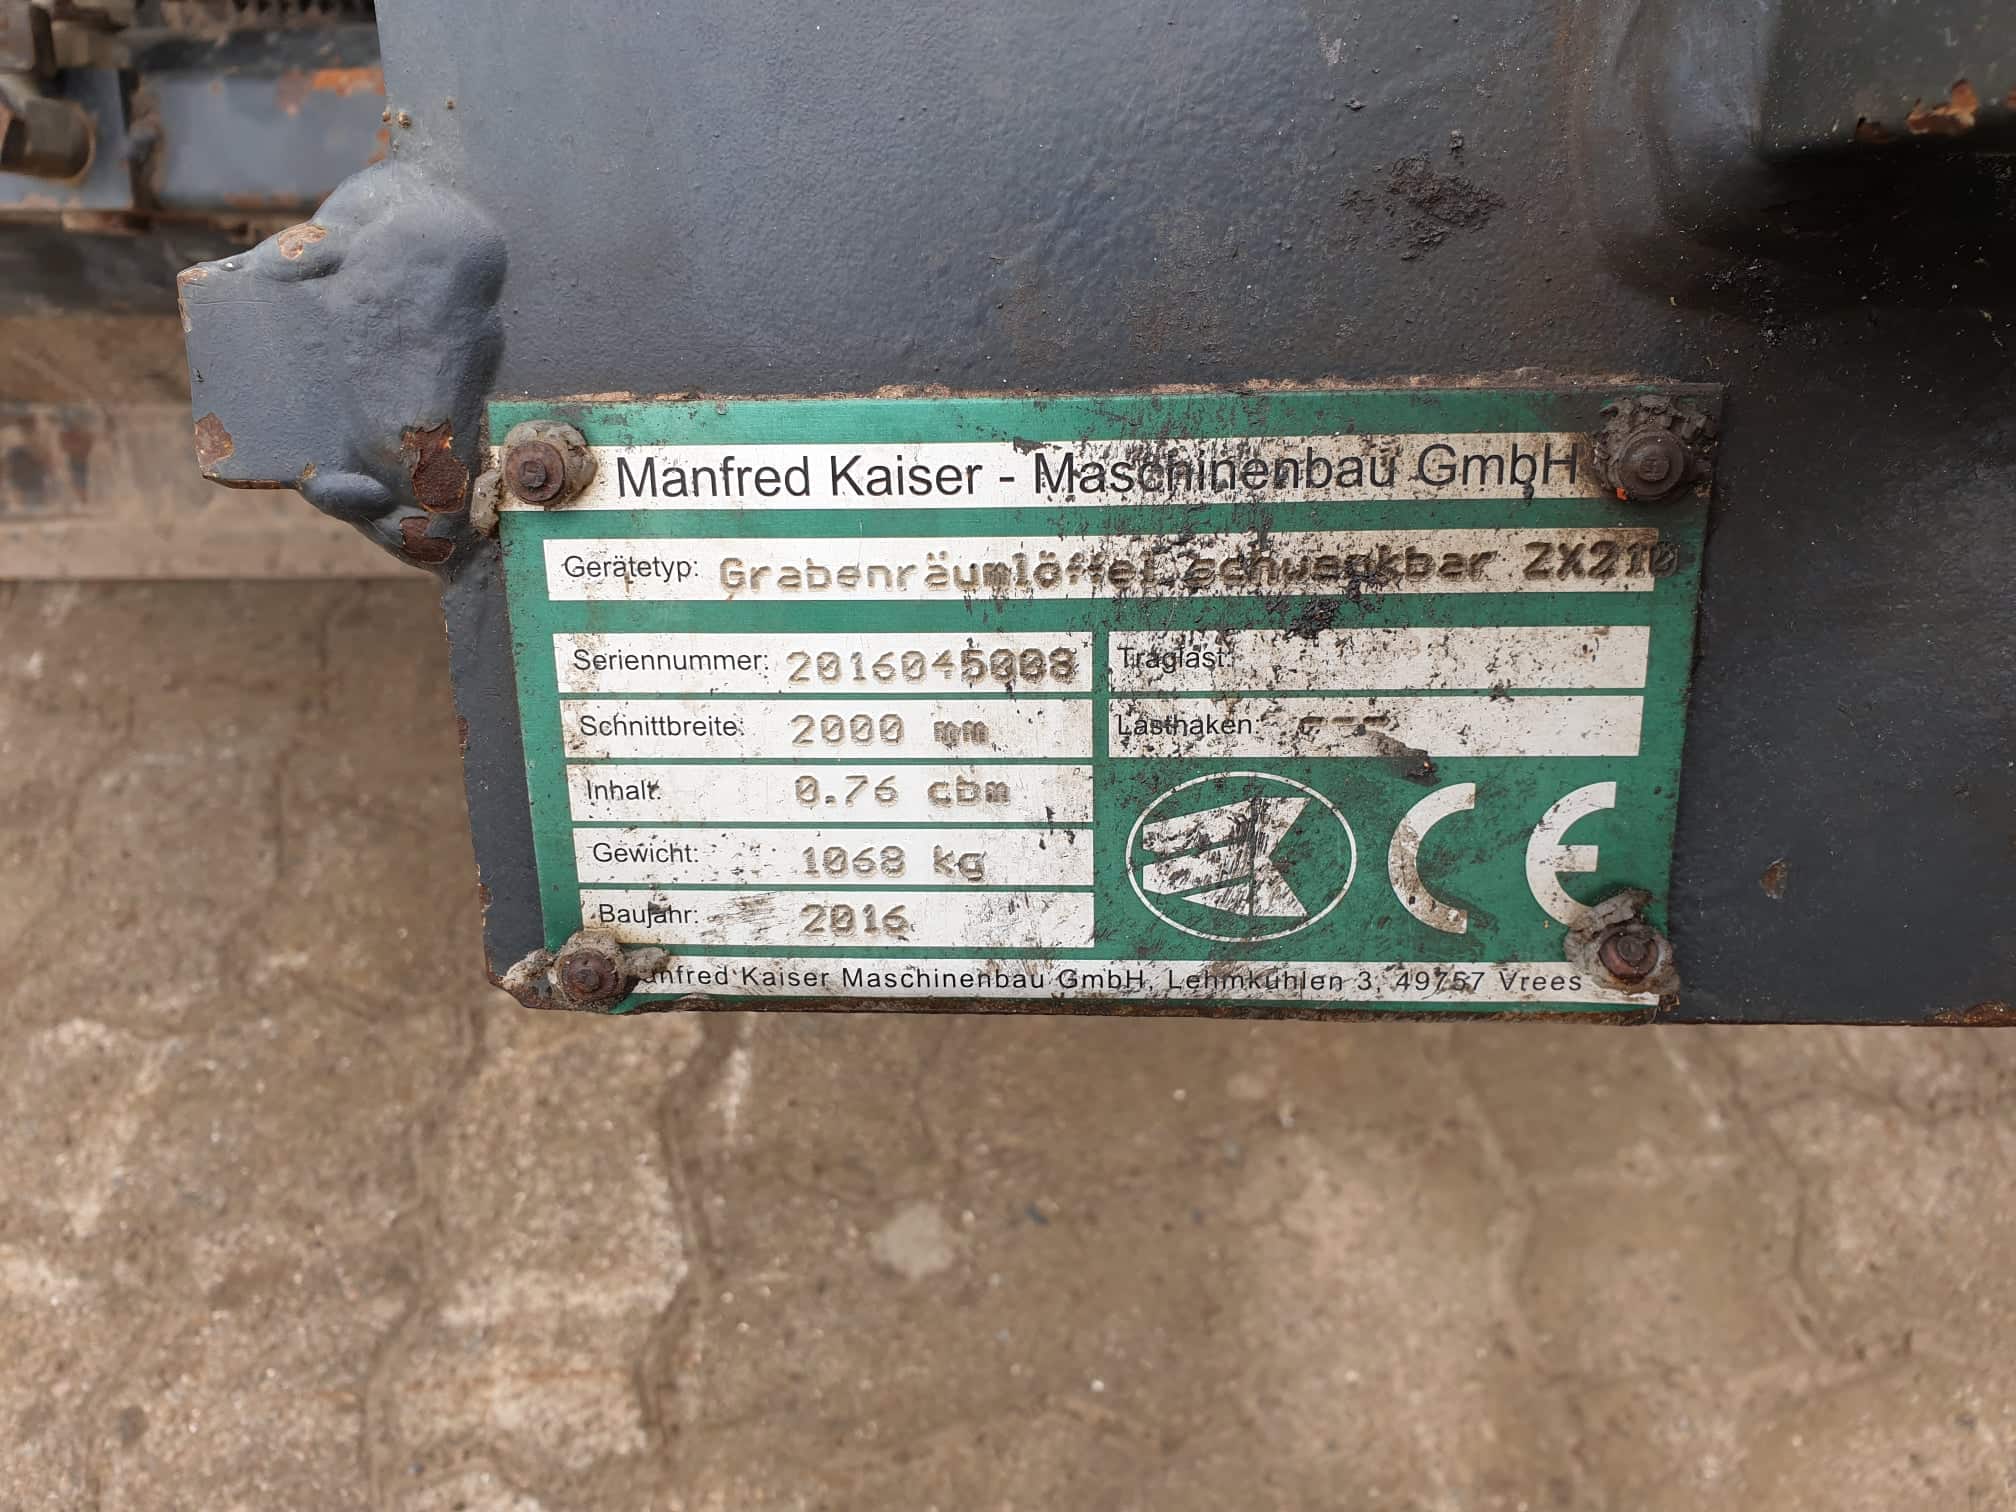 Manfred Kaiser - Maschinenbau GmbH
Gerätetyp: Grabenräumlöffel schwenkbar ZX210
Seriennummer: 2016045008
Traglast:
Schnittbreite: 2000 mm
Lasthaken: ---
Inhalt: 0.76 cbm
Gewicht: 1068 kg
Baujahr: 2016
CE
Manfred Kaiser Maschinenbau GmbH, Lehmkuhlen 3, 49757 Vrees